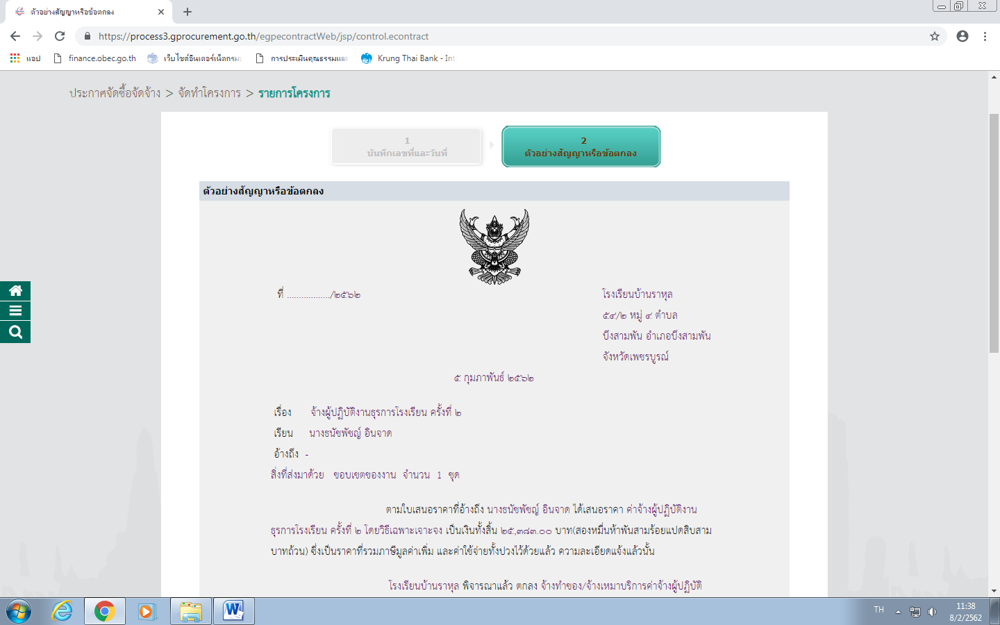 ตัวอย่างสัญญาหรือข้อตกลง
https://process3.gprocurement.go.th/egpecontractWeb/jsp/control.econtract
แอป finance.obec.go.th เว็บไซต์อินเตอร์เน็ตกรม การประเมินคุณธรรมและ Krung Thai Bank - Int
ประกาศจัดซื้อจัดจ้าง > จัดทำโครงการ > รายการโครงการ
1
บันทึกเลขที่และวันที่
2
ตัวอย่างสัญญาหรือข้อตกลง
ตัวอย่างสัญญาหรือข้อตกลง
ที่ ................../๒๕๖๒
โรงเรียนบ้านราหุล
๕๔/๒ หมู่ ๔ ตำบล
บึงสามพัน อำเภอบึงสามพัน
จังหวัดเพชรบูรณ์
๕ กุมภาพันธ์ ๒๕๖๒
เรื่อง จ้างผู้ปฏิบัติงานธุรการโรงเรียน ครั้งที่ ๒
เรียน นางธนัชพัชญ์ อินจาด
อ้างถึง -
สิ่งที่ส่งมาด้วย ขอบเขตของงาน จำนวน 1 ชุด
ตามใบเสนอราคาที่อ้างถึง นางธนัชพัชญ์ อินจาด ได้เสนอราคา ค่าจ้างผู้ปฏิบัติงาน
ธุรการโรงเรียน ครั้งที่ ๒ โดยวิธีเฉพาะเจาะจง เป็นเงินทั้งสิ้น ๒๕,๓๘๓.๐๐ บาท(สองหมื่นห้าพันสามร้อยแปดสิบสาม
บาทถ้วน) ซึ่งเป็นราคาที่รวมภาษีมูลค่าเพิ่ม และค่าใช้จ่ายทั้งปวงไว้ด้วยแล้ว ความละเอียดแจ้งแล้วนั้น
โรงเรียนบ้านราหุล พิจารณาแล้ว ตกลง จ้างทำของ/จ้างเหมาบริการค่าจ้างผู้ปฏิบัติ
TH
11:38
8/2/2562